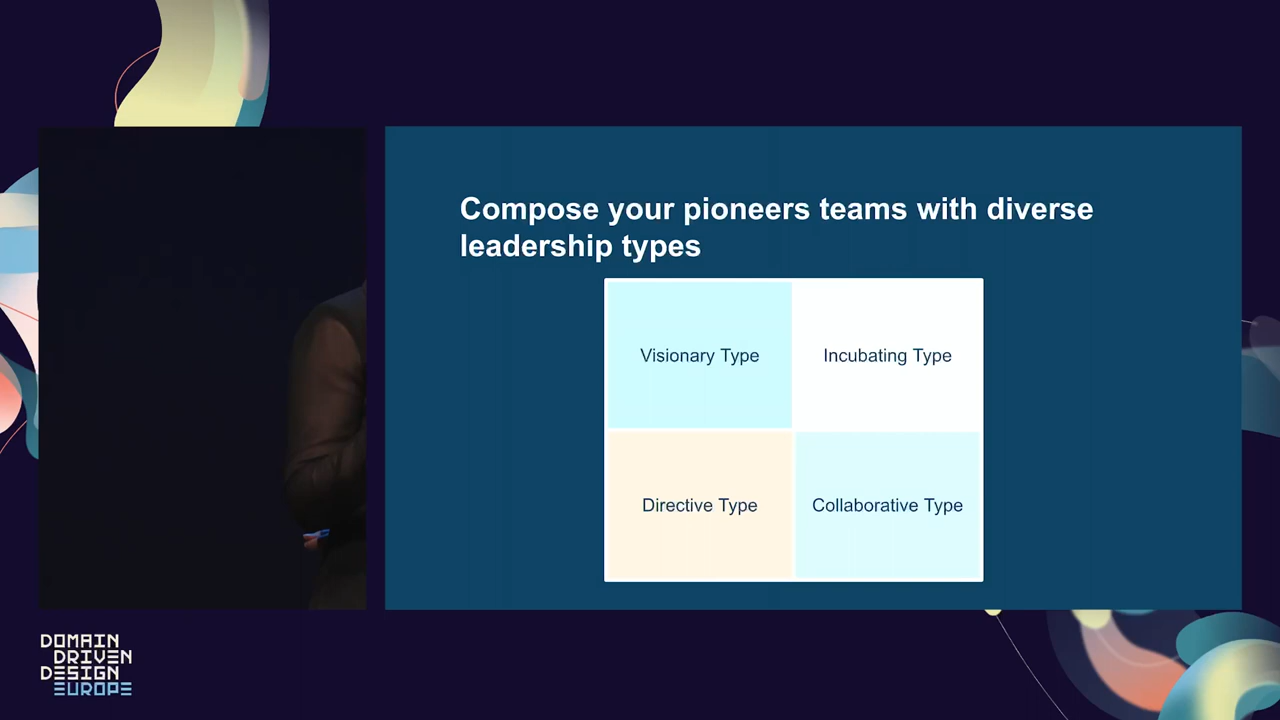 Compose your pioneers teams with diverse
leadership types
Visionary Type
Incubating Type
Directive Type
Collaborative Type
DOMAIN
DRIVEN
DESIGN
EUROPE